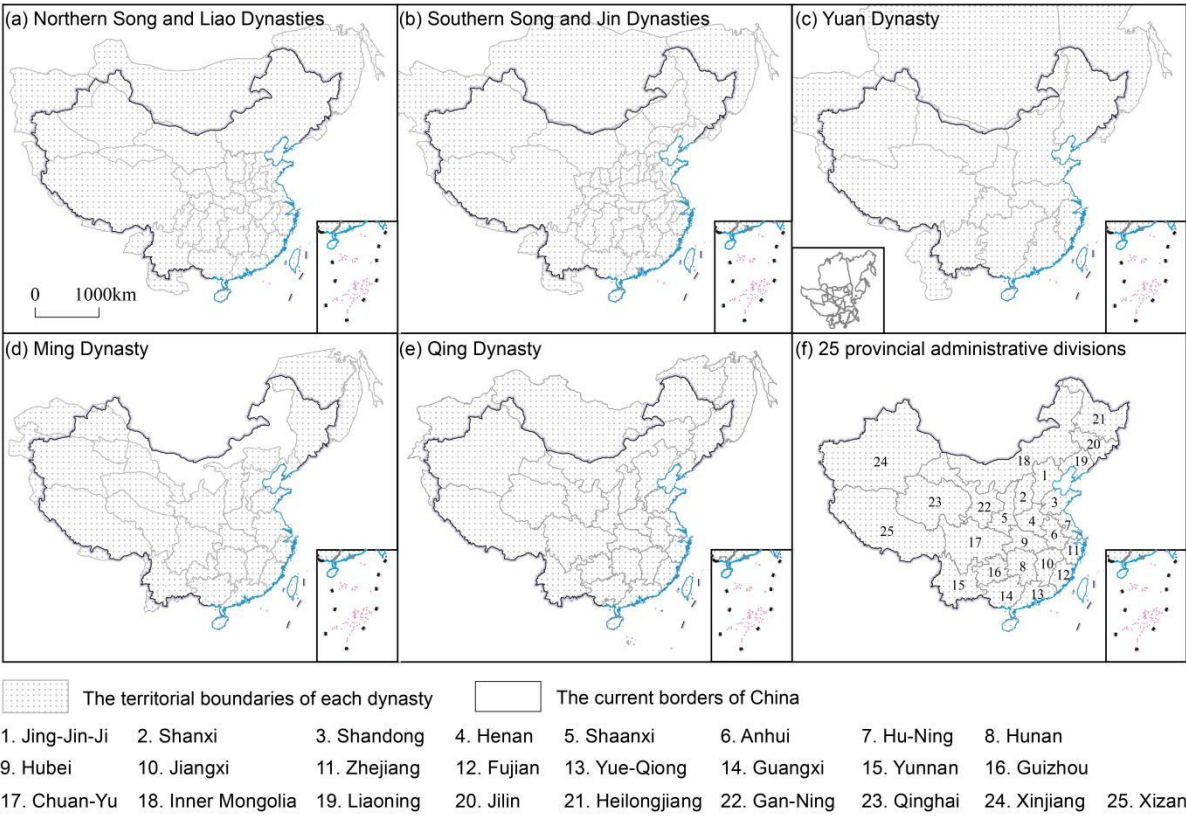 (a) Northern Song and Liao Dynasties
(b) Southern Song and Jin Dynasties
(c) Yuan Dynasty
0 1000km
(d) Ming Dynasty
(e) Qing Dynasty
(f) 25 provincial administrative divisions
21
20
19
18
24
1
23
2
3
22
5
4
7
25
6
17
9
11
8
10
16
12
15
14
13
The territorial boundaries of each dynasty
The current borders of China
1. Jing-Jin-Ji 2. Shanxi 3. Shandong 4. Henan 5. Shaanxi 6. Anhui 7. Hu-Ning 8. Hunan
9. Hubei 10. Jiangxi 11. Zhejiang 12. Fujian 13. Yue-Qiong 14. Guangxi 15. Yunnan 16. Guizhou
17. Chuan-Yu 18. Inner Mongolia 19. Liaoning 20. Jilin 21. Heilongjiang 22. Gan-Ning 23. Qinghai 24. Xinjiang 25. Xizan